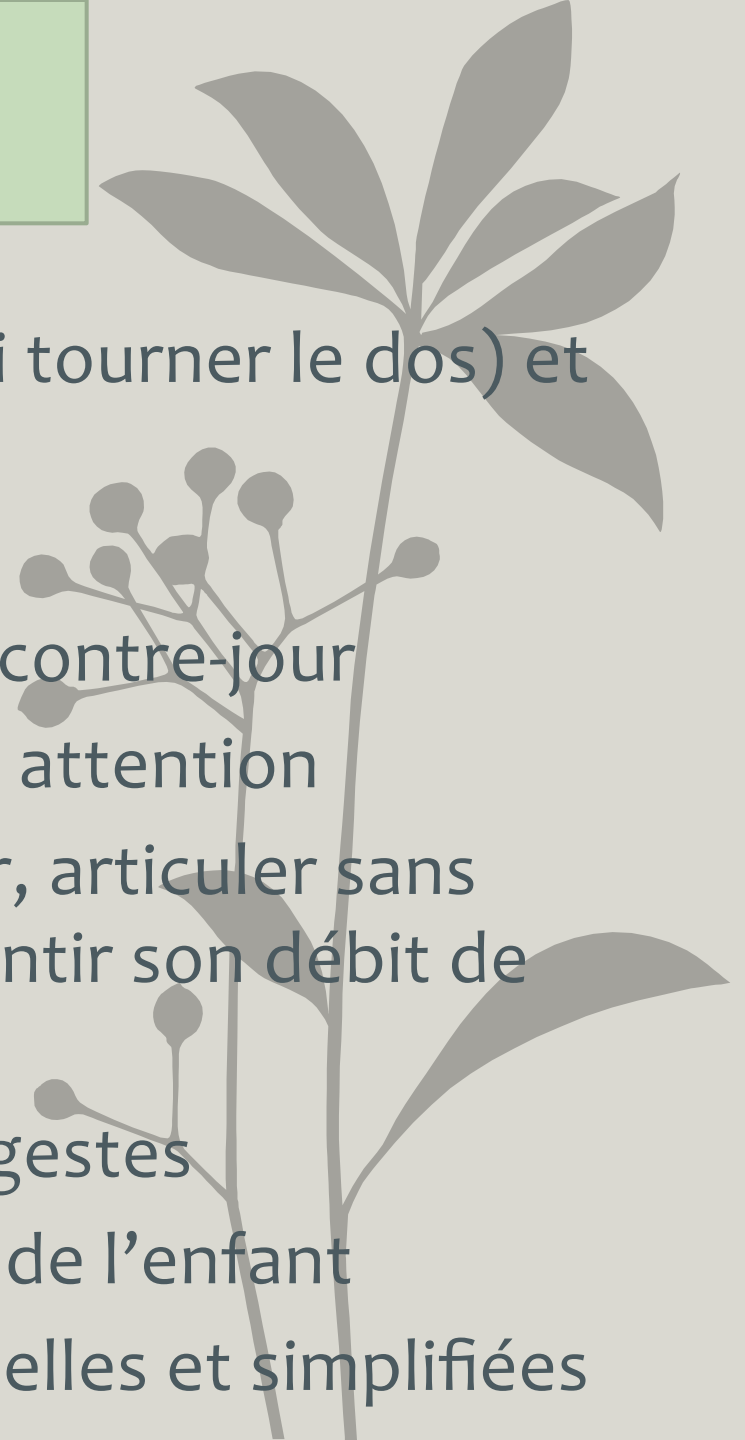 i tourner le dos) et
contre-jour
attention
r, articuler sans
ntir son débit de
gestes
de l’enfant
elles et simplifiées